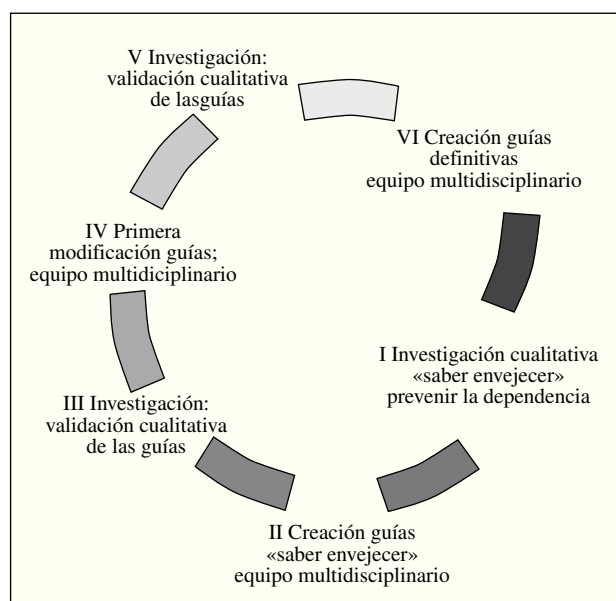 V Investigación:
validación cualitativa
de lasguías
VI Creación guías
definitivas
equipo multidisciplinario
IV Primera
modificación guías;
equipo multidiciplinario
I Investigación cualitativa
«saber envejecer»
prevenir la dependencia
III Investigación:
validación cualitativa
de las guías
II Creación guías
«saber envejecer»
equipo multidisciplinario